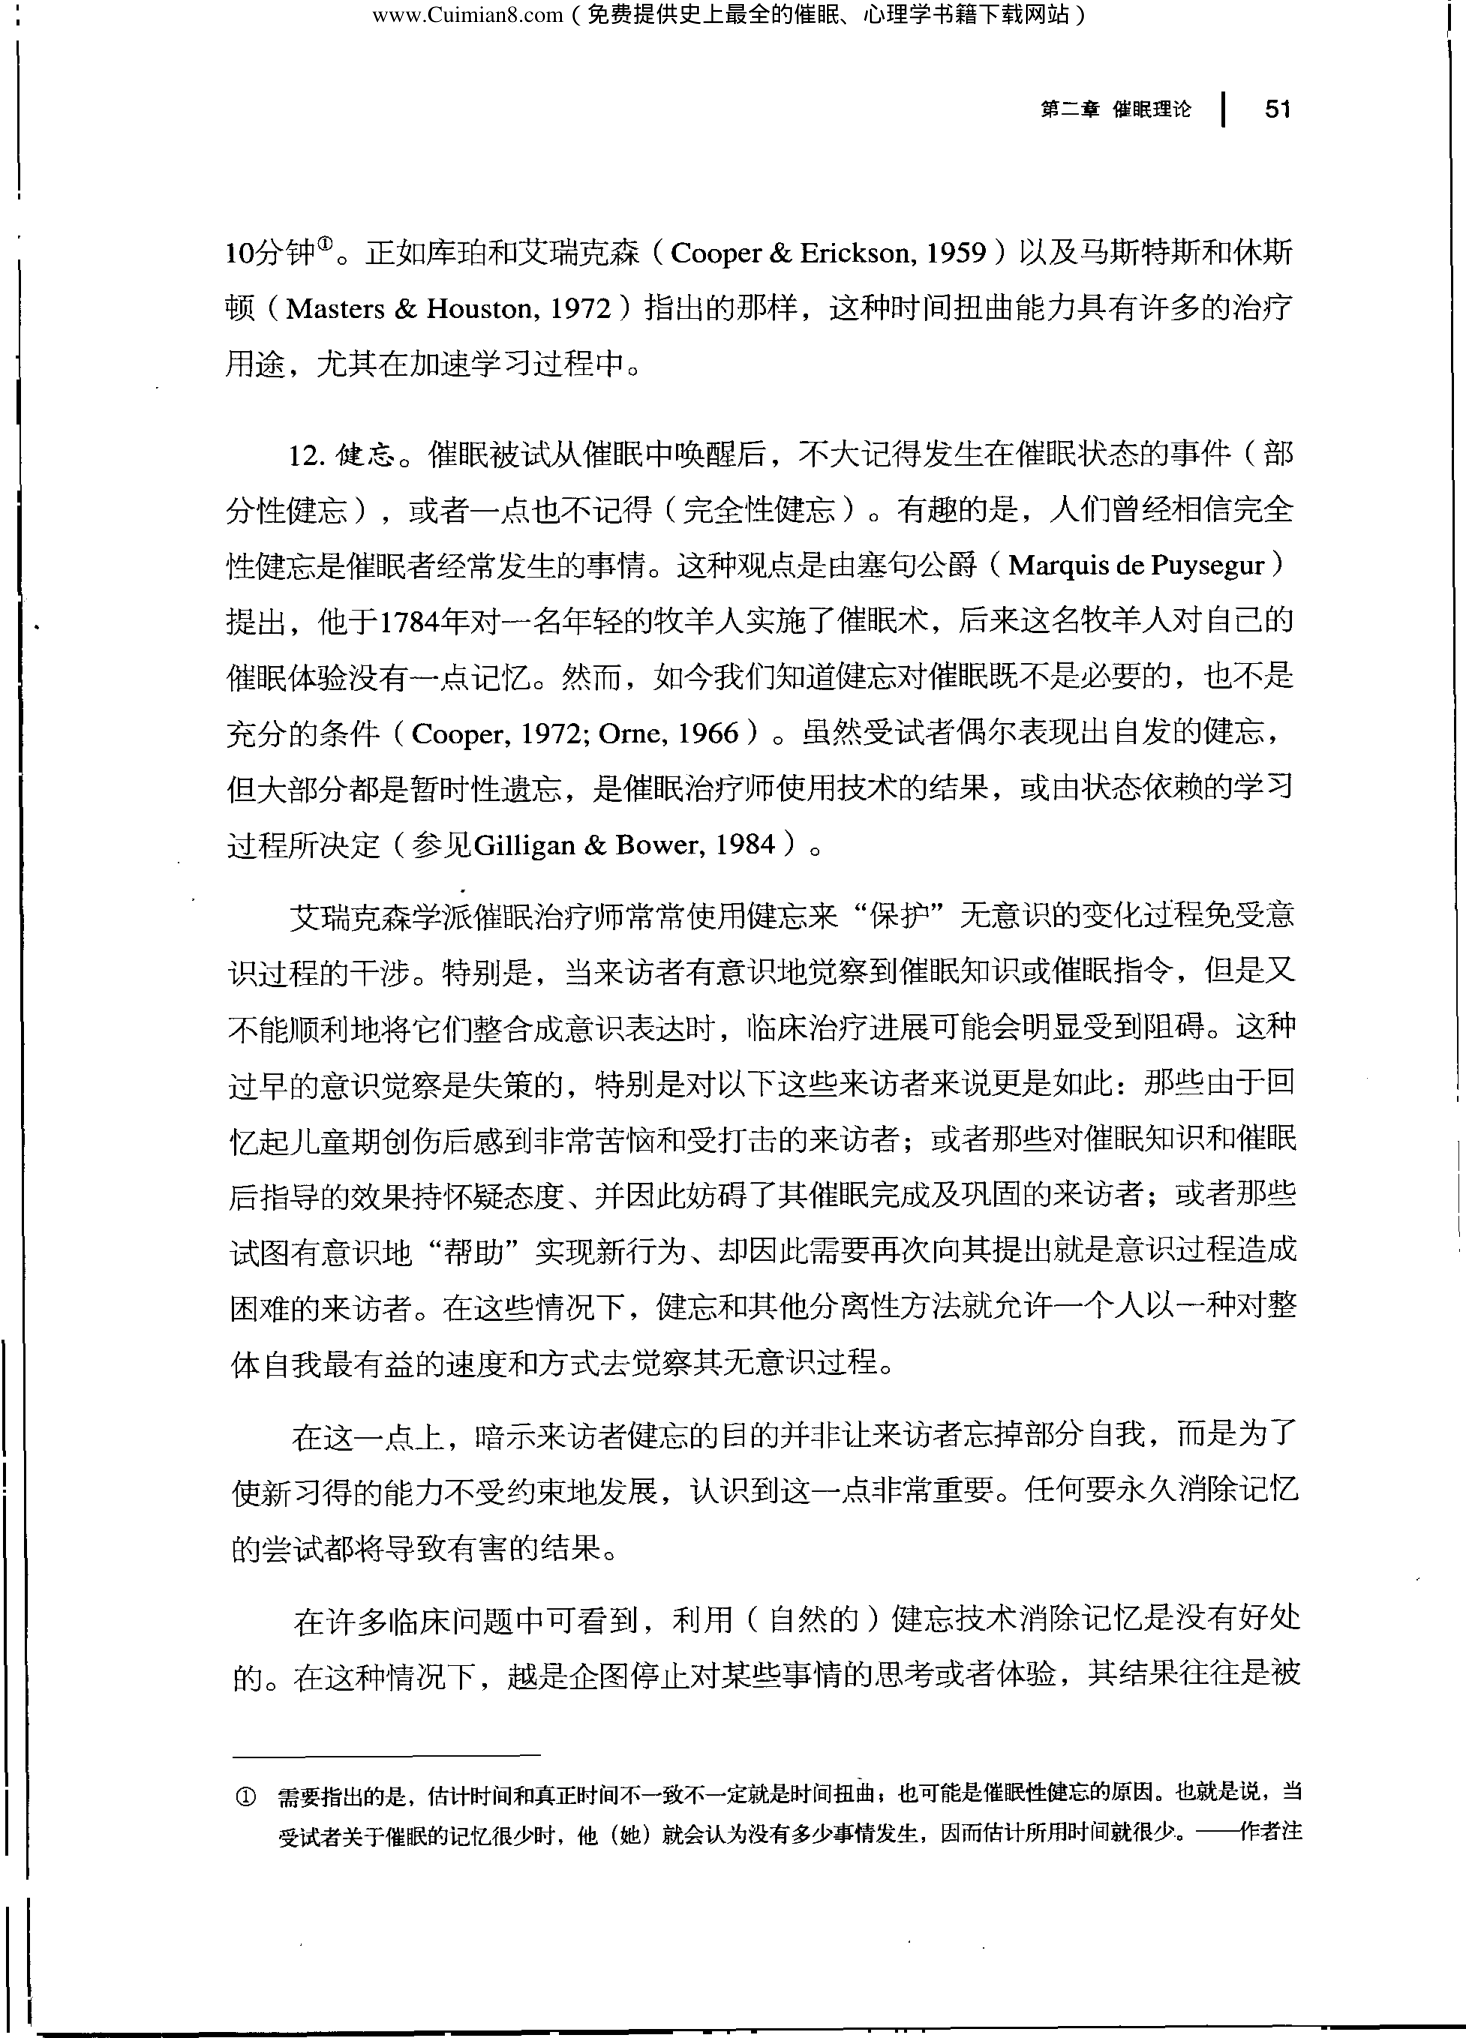 www.Cuimian8.com（免费提供史上最全的催眠、心理学书籍下载网站）
第二章 催眠理论 | 51
10分钟①。正如库珀和艾瑞克森（Cooper & Erickson, 1959）以及马斯特斯和休斯
顿（Masters & Houston, 1972）指出的那样，这种时间扭曲能力具有许多的治疗
用途，尤其在加速学习过程中。
12. 健忘。催眠被试从催眠中唤醒后，不大记得发生在催眠状态的事件（部
分性健忘），或者一点也不记得（完全性健忘）。有趣的是，人们曾经相信完全
性健忘是催眠者经常发生的事情。这种观点是由塞句公爵（Marquis de Puysegur）
提出，他于1784年对一名年轻的牧羊人实施了催眠术，后来这名牧羊人对自己的
催眠体验没有一点记忆。然而，如今我们知道健忘对催眠既不是必要的，也不是
充分的条件（Cooper, 1972; Orne, 1966）。虽然受试者偶尔表现出自发的健忘，
但大部分都是暂时性遗忘，是催眠治疗师使用技术的结果，或由状态依赖的学习
过程所决定（参见Gilligan & Bower, 1984）。
艾瑞克森学派催眠治疗师常常使用健忘来“保护”无意识的变化过程免受意
识过程的干涉。特别是，当来访者有意识地觉察到催眠知识或催眠指令，但是又
不能顺利地将它们整合成意识表达时，临床治疗进展可能会明显受到阻碍。这种
过早的意识觉察是失策的，特别是对以下这些来访者来说更是如此：那些由于回
忆起儿童期创伤后感到非常苦恼和受打击的来访者；或者那些对催眠知识和催眠
后指导的效果持怀疑态度、并因此妨碍了其催眠完成及巩固的来访者；或者那些
试图有意识地“帮助”实现新行为、却因此需要再次向其提出就是意识过程造成
困难的来访者。在这些情况下，健忘和其他分离性方法就允许一个人以一种对整
体自我最有益的速度和方式去觉察其无意识过程。
在这一点上，暗示来访者健忘的目的并非让来访者忘掉部分自我，而是为了
使新习得的能力不受约束地发展，认识到这一点非常重要。任何要永久消除记忆
的尝试都将导致有害的结果。
在许多临床问题中可看到，利用（自然的）健忘技术消除记忆是没有好处
的。在这种情况下，越是企图停止对某些事情的思考或者体验，其结果往往是被
① 需要指出的是，估计时间和真正时间不一致不一定就是时间扭曲；也可能是催眠性健忘的原因。也就是说，当
受试者关于催眠的记忆很少时，他（她）就会认为没有多少事情发生，因而估计所用时间就很少。——作者注